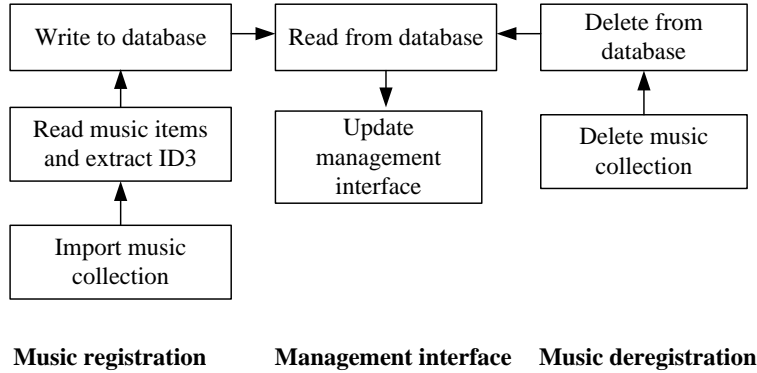 Write to database
Read from database
Delete from
database
Read music items
and extract ID3
Update
management
interface
Delete music
collection
Import music
collection
Music registration
Management interface
Music deregistration